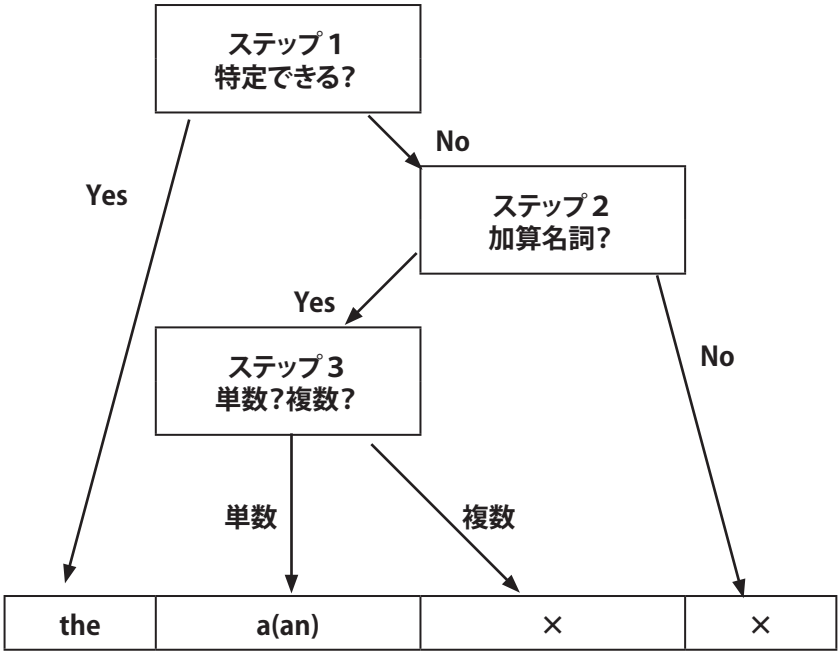 ステップ1
特定できる?
No
Yes
ステップ2
加算名詞?
Yes
No
ステップ3
単数?複数?
単数
複数
the
a(an)
×
×